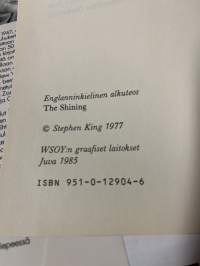 Englanninkielinen alkuteos
The Shining
© Stephen King 1977
WSOY:n graafiset laitokset
Juva 1985
ISBN 951-0-12904-6